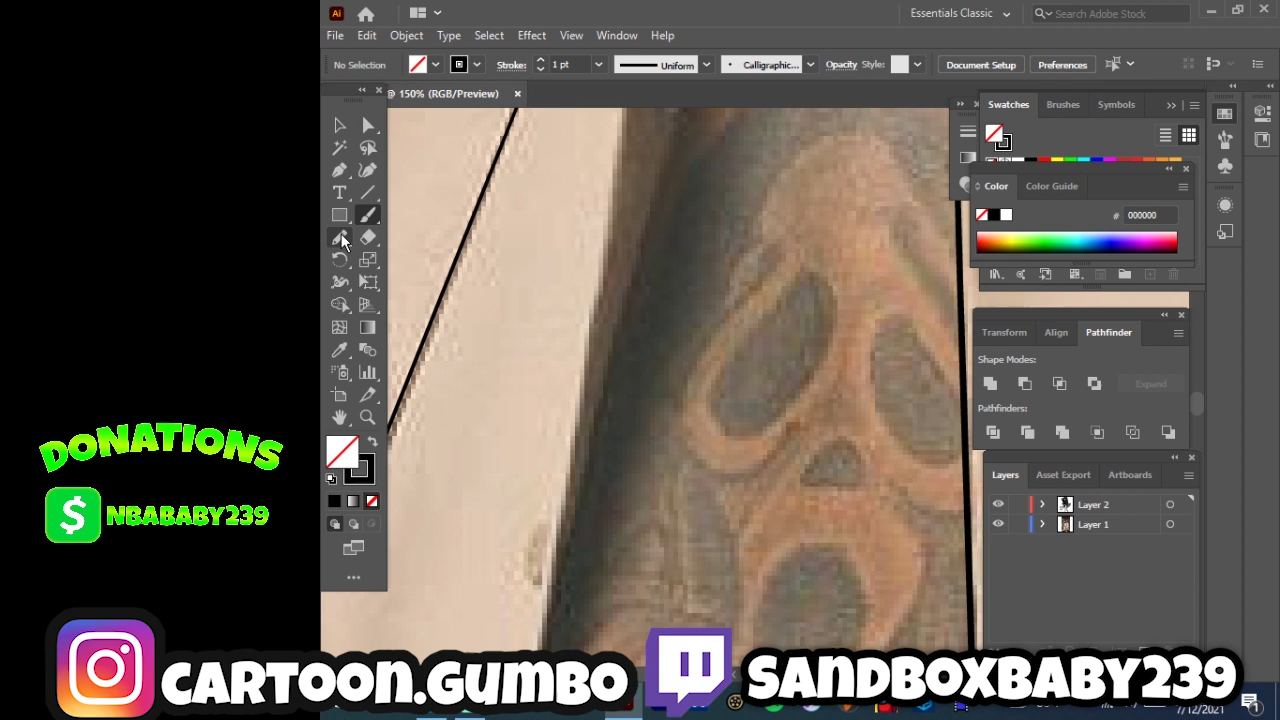 Ai
Essentials Classic
Search Adobe Stock
File Edit Object Type Select Effect View Window Help
No Selection
Stroke:
1 pt
Uniform
Calligraphic...
Opacity
Style:
Document Setup
Preferences
@ 150% (RGB/Preview)
Swatches
Brushes
Symbols
Color
Color Guide
#
000000
Transform
Align
Pathfinder
Shape Modes:
Expand
Pathfinders:
Layers
Asset Export
Artboards
Layer 2
Layer 1
DONATIONS
$ NBABABY239
CARTOON.GUMBO
SANDBOXBABY239
7/12/2021